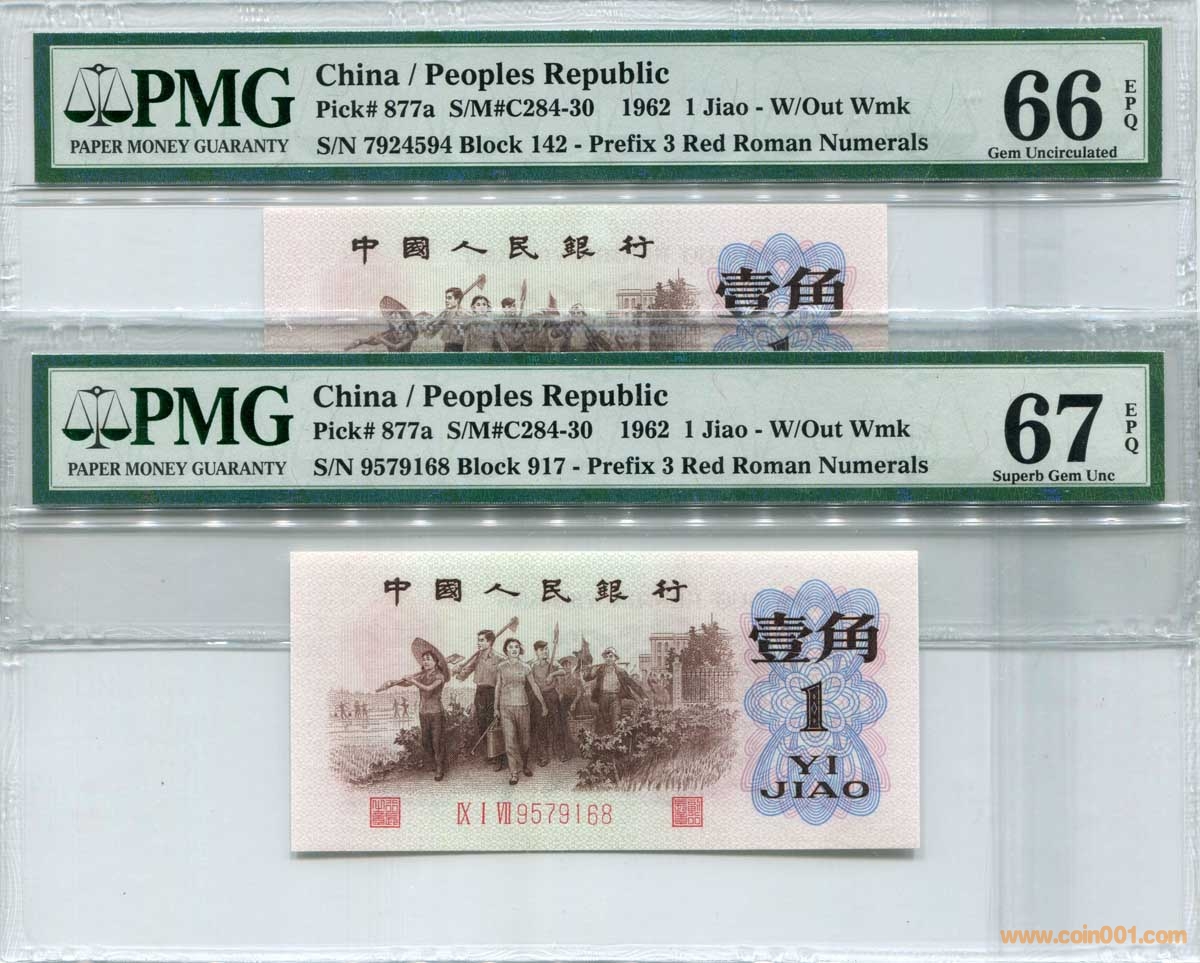 PMG
PAPER MONEY GUARANTY
China / Peoples Republic
Pick# 877a S/M#C284-30 1962 1 Jiao - W/Out Wmk
S/N 7924594 Block 142 - Prefix 3 Red Roman Numerals
66
EPQ
Gem Uncirculated
中國人民銀行
壹角
PMG
PAPER MONEY GUARANTY
China / Peoples Republic
Pick# 877a S/M#C284-30 1962 1 Jiao - W/Out Wmk
S/N 9579168 Block 917 - Prefix 3 Red Roman Numerals
67
EPQ
Superb Gem Unc
中國人民銀行
壹角
1
YI
JIAO
IX I VII 9579168
www.coin001.com